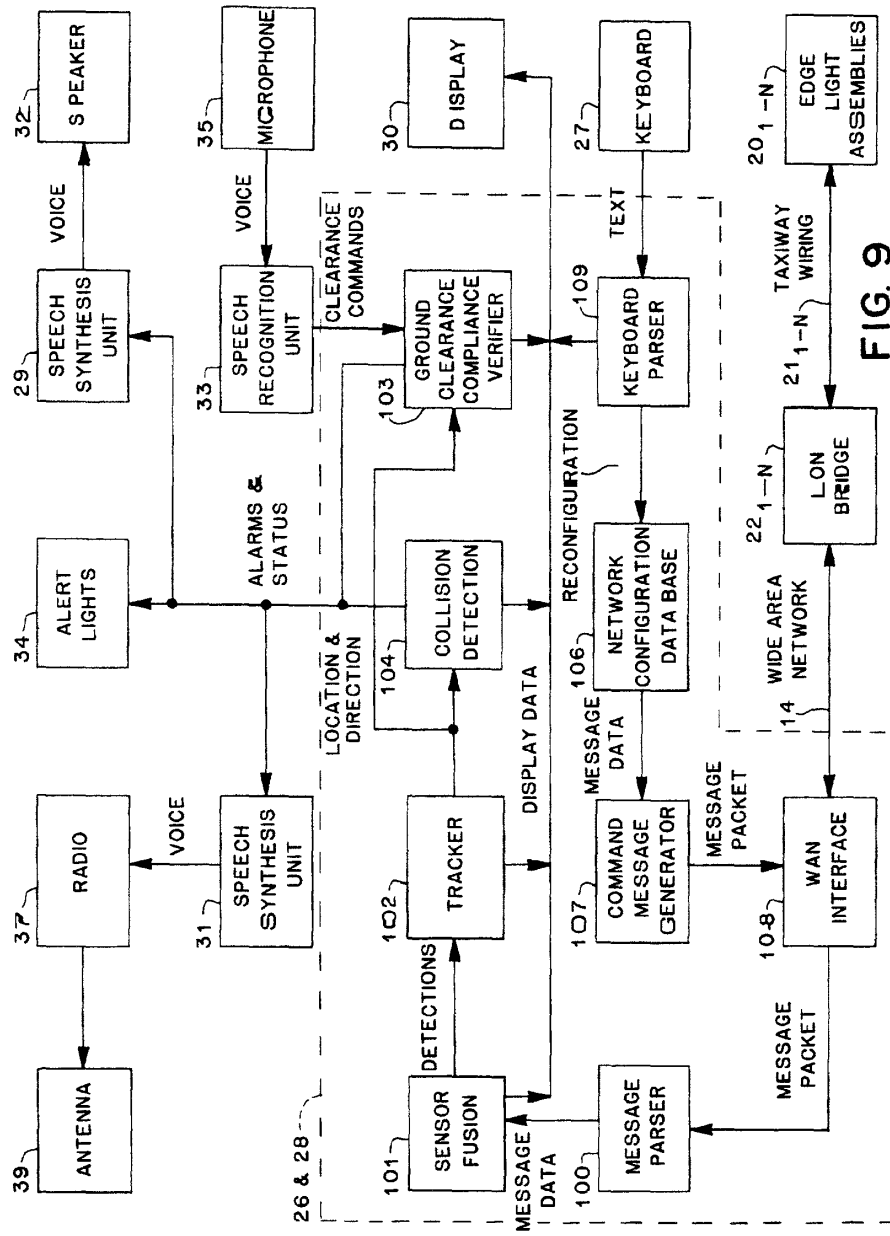 39
ANTENNA
37
RADIO
VOICE
31
SPEECH
SYNTHESIS
UNIT
34
ALERT
LIGHTS
ALARMS &
STATUS
29
SPEECH
SYNTHESIS
UNIT
VOICE
32
SPEAKER
33
SPEECH
RECOGNITION
UNIT
VOICE
35
MICROPHONE
CLEARANCE
COMMANDS
26 & 28
101
SENSOR
FUSION
DETECTIONS
102
TRACKER
LOCATION &
DIRECTION
104
COLLISION
DETECTION
103
GROUND
CLEARANCE
COMPLIANCE
VERIFIER
30
DISPLAY
DISPLAY DATA
MESSAGE
DATA
100
MESSAGE
PARSER
107
COMMAND
MESSAGE
GENERATOR
MESSAGE
DATA
106
NETWORK
CONFIGURATION
DATA BASE
RECONFIGURATION
109
KEYBOARD
PARSER
TEXT
27
KEYBOARD
MESSAGE
PACKET
MESSAGE PACKET
108
WAN
INTERFACE
14
WIDE AREA
NETWORK
22 1-N
LON
BRIDGE
21 1-N
TAXIWAY
WIRING
20 1-N
EDGE
LIGHT
ASSEMBLIES
FIG. 9